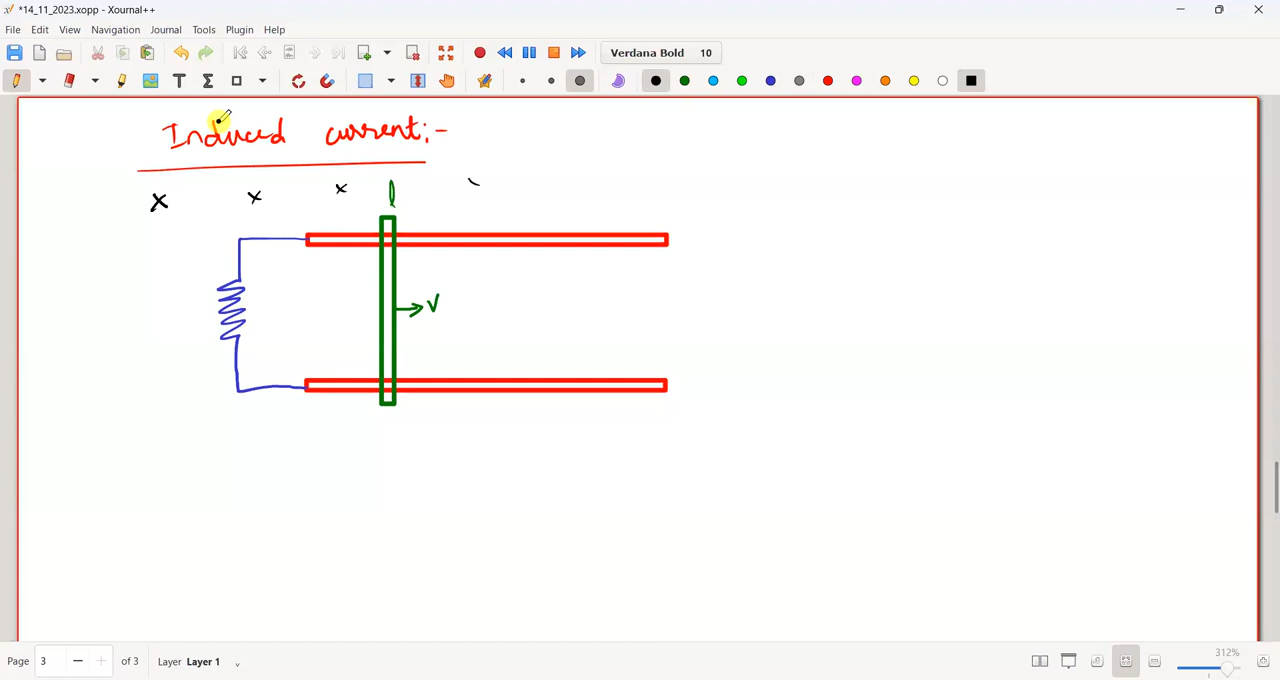 *14_11_2023.xopp - Xournal++
File Edit View Navigation Journal Tools Plugin Help
Verdana Bold 10
Induced current:-
x x x l
v
Page 3 of 3 Layer Layer 1 312%